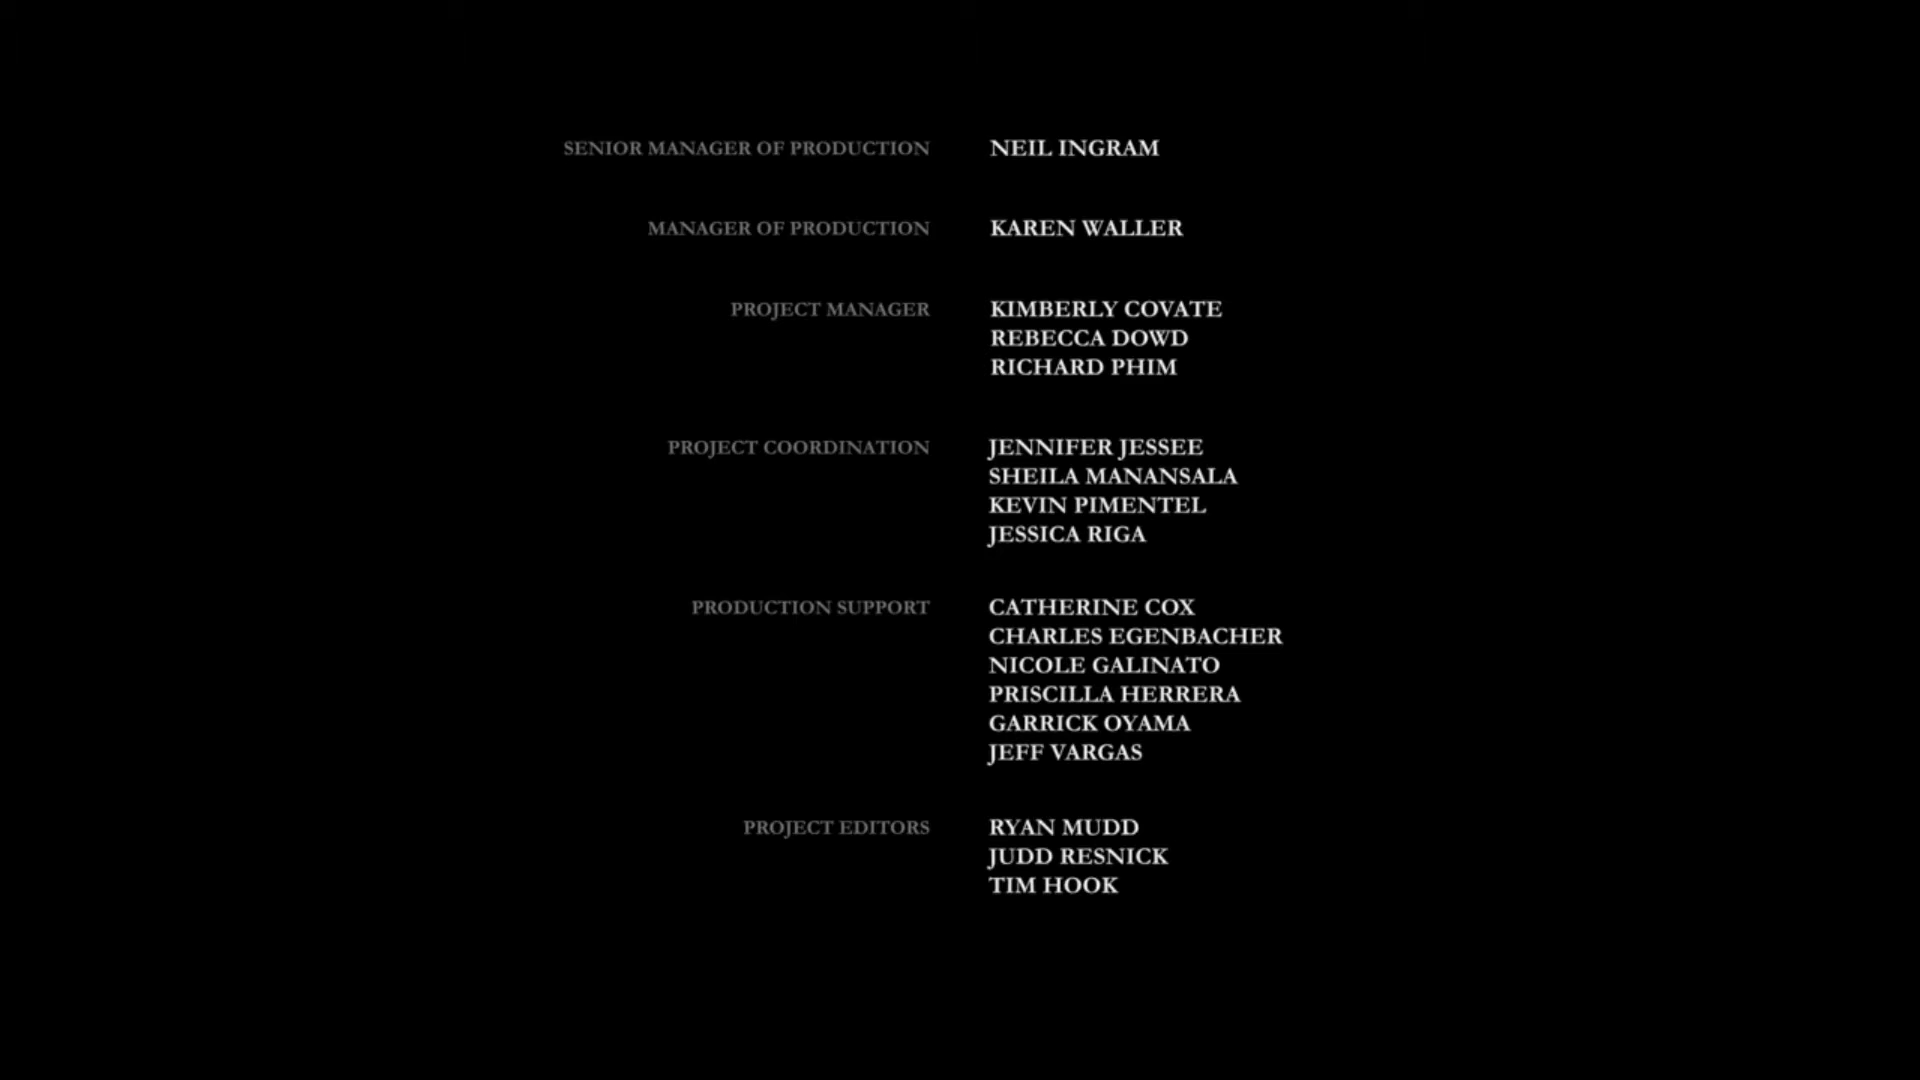 SENIOR MANAGER OF PRODUCTION NEIL INGRAM
MANAGER OF PRODUCTION KAREN WALLER
PROJECT MANAGER KIMBERLY COVATE
REBECCA DOWD
RICHARD PHIM
PROJECT COORDINATION JENNIFER JESSEE
SHEILA MANANSALA
KEVIN PIMENTEL
JESSICA RIGA
PRODUCTION SUPPORT CATHERINE COX
CHARLES EGENBACHER
NICOLE GALINATO
PRISCILLA HERRERA
GARRICK OYAMA
JEFF VARGAS
PROJECT EDITORS RYAN MUDD
JUDD RESNICK
TIM HOOK